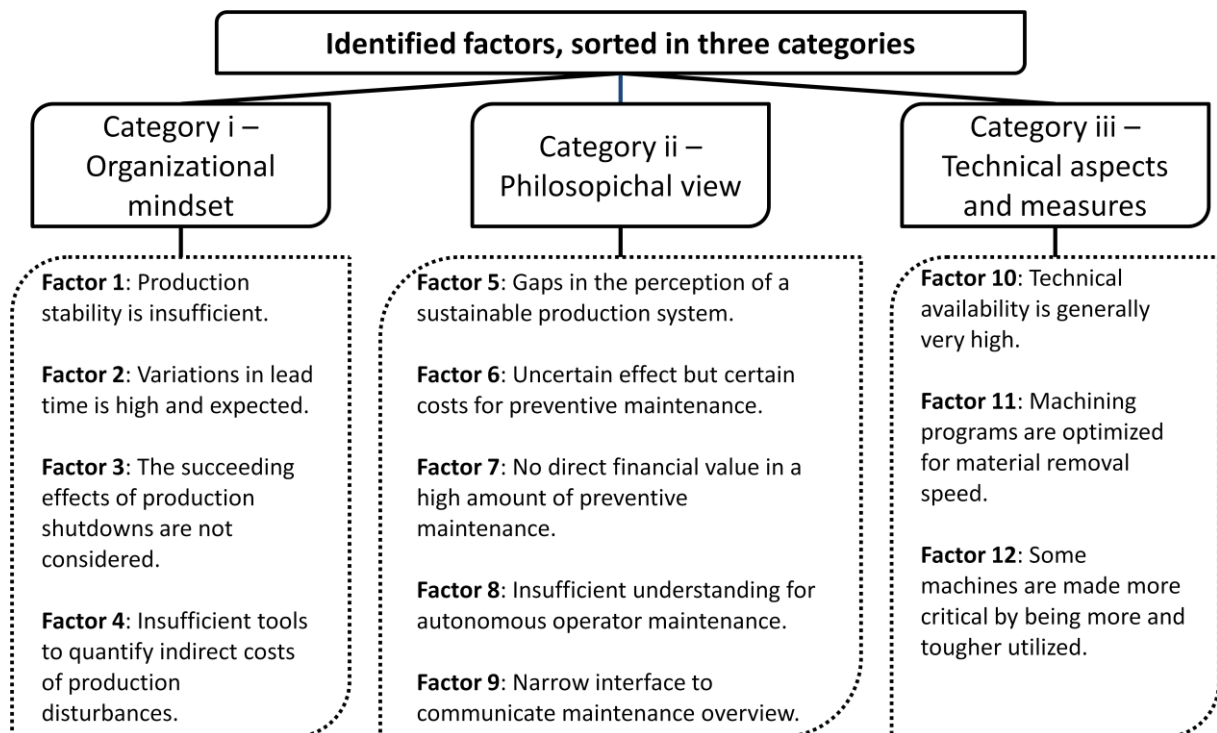 Identified factors, sorted in three categories
Category i –
Organizational
mindset
Category ii –
Philosopichal view
Category iii –
Technical aspects
and measures
Factor 1: Production
stability is insufficient.
Factor 2: Variations in lead
time is high and expected.
Factor 3: The succeeding
effects of production
shutdowns are not
considered.
Factor 4: Insufficient tools
to quantify indirect costs
of production
disturbances.
Factor 5: Gaps in the perception of a
sustainable production system.
Factor 6: Uncertain effect but certain
costs for preventive maintenance.
Factor 7: No direct financial value in a
high amount of preventive
maintenance.
Factor 8: Insufficient understanding for
autonomous operator maintenance.
Factor 9: Narrow interface to
communicate maintenance overview.
Factor 10: Technical
availability is generally
very high.
Factor 11: Machining
programs are optimized
for material removal
speed.
Factor 12: Some
machines are made more
critical by being more and
tougher utilized.